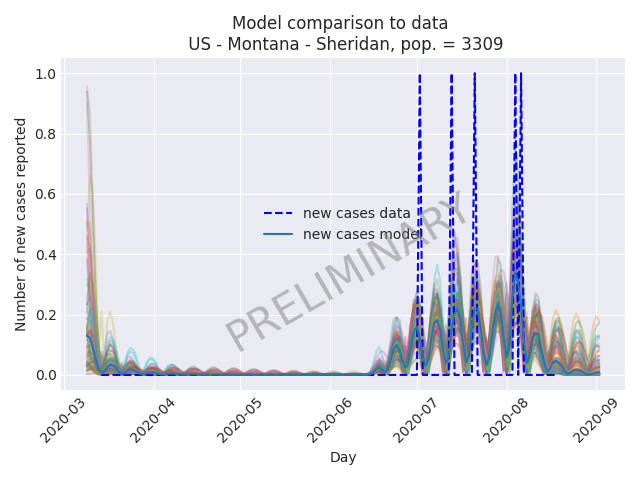 Model comparison to data
US - Montana - Sheridan, pop. = 3309
Number of new cases reported
1.0
0.8
0.6
0.4
0.2
0.0
new cases data
new cases model
PRELIMINARY
2020-03
2020-04
2020-05
2020-06
2020-07
2020-08
2020-09
Day